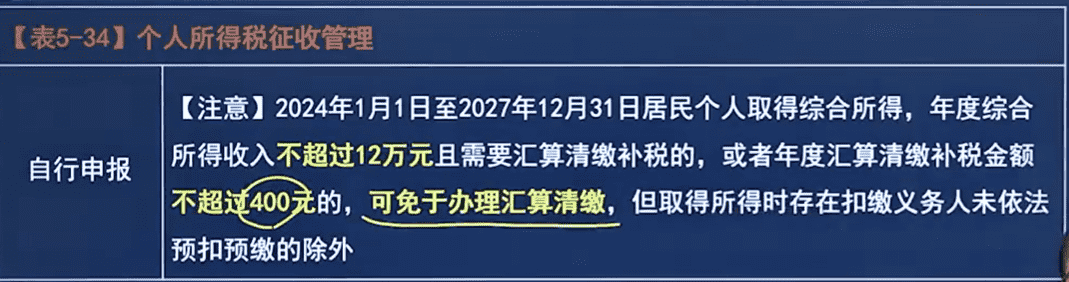 【表5-34】个人所得税征收管理
自行申报
【注意】2024年1月1日至2027年12月31日居民个人取得综合所得，年度综合
所得收入不超过12万元且需要汇算清缴补税的，或者年度汇算清缴补税金额
不超过400元的，可免于办理汇算清缴，但取得所得时存在扣缴义务人未依法
预扣预缴的除外